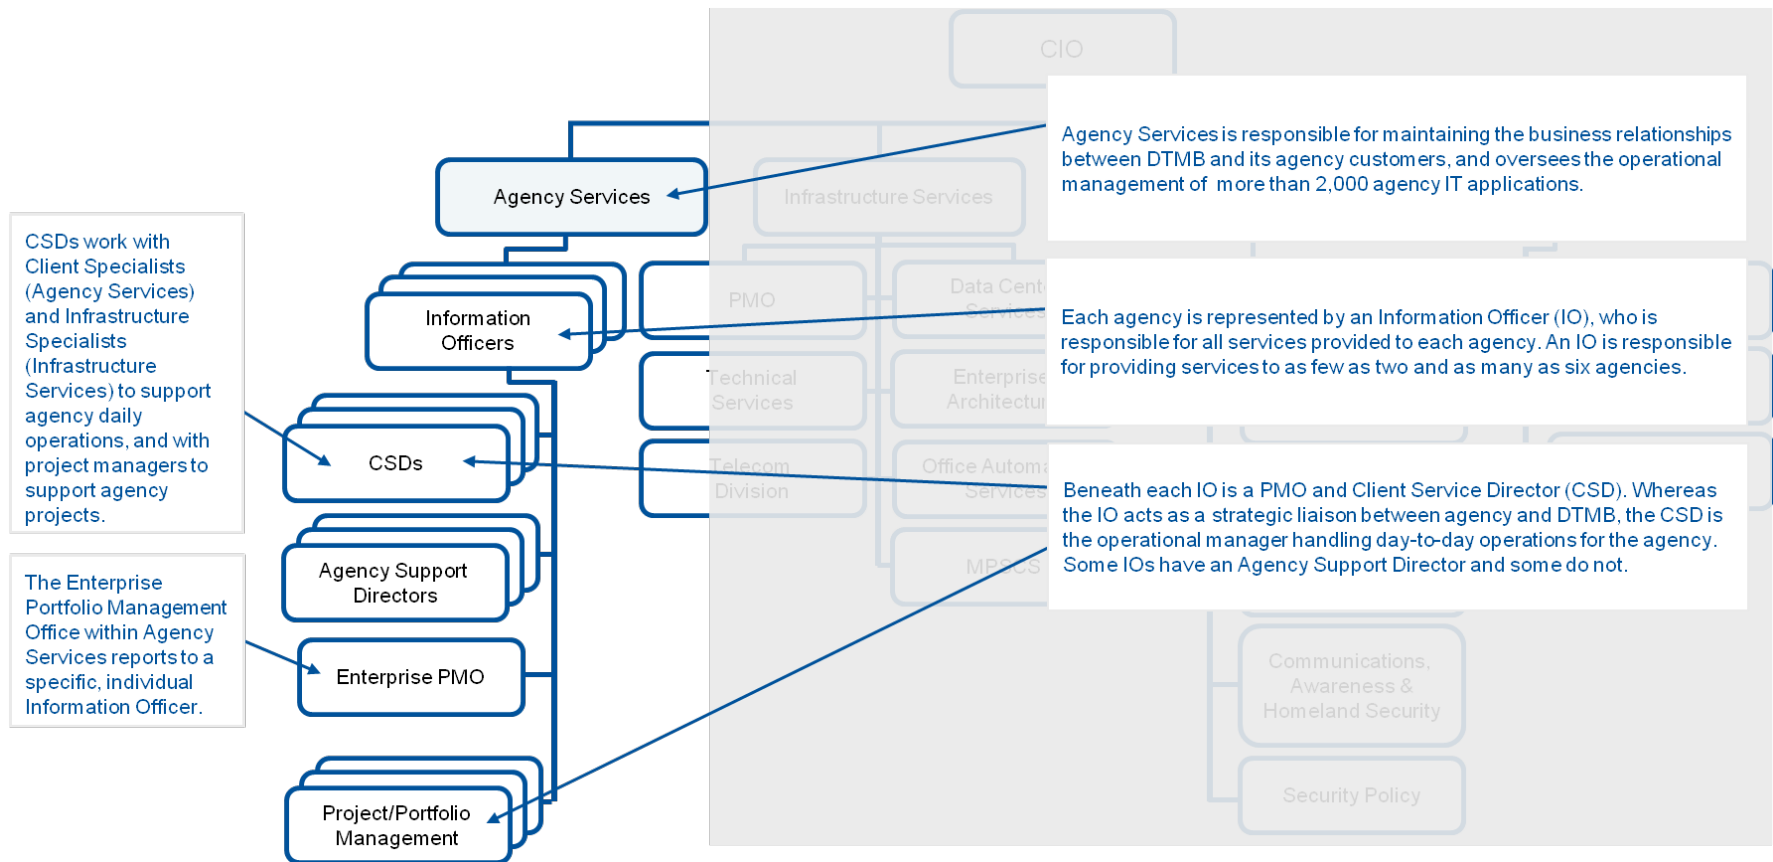 CIO
Agency Services is responsible for maintaining the business relationships
between DTMB and its agency customers, and oversees the operational
management of more than 2,000 agency IT applications.
Agency Services
Infrastructure Services
CSDs work with
Client Specialists
(Agency Services)
and Infrastructure
Specialists
(Infrastructure
Services) to support
agency daily
operations, and with
project managers to
support agency
projects.
Information
Officers
PMO
Data Cent
Services
Each agency is represented by an Information Officer (IO), who is
responsible for all services provided to each agency. An IO is responsible
for providing services to as few as two and as many as six agencies.
Technical
Services
Enterprise
Architectur
CSDs
Telecom
Division
Office Automa
Services
Beneath each IO is a PMO and Client Service Director (CSD). Whereas
the IO acts as a strategic liaison between agency and DTMB, the CSD is
the operational manager handling day-to-day operations for the agency.
Some IOs have an Agency Support Director and some do not.
Agency Support
Directors
MPSCS
The Enterprise
Portfolio Management
Office within Agency
Services reports to a
specific, individual
Information Officer.
Enterprise PMO
Communications,
Awareness &
Homeland Security
Project/Portfolio
Management
Security Policy